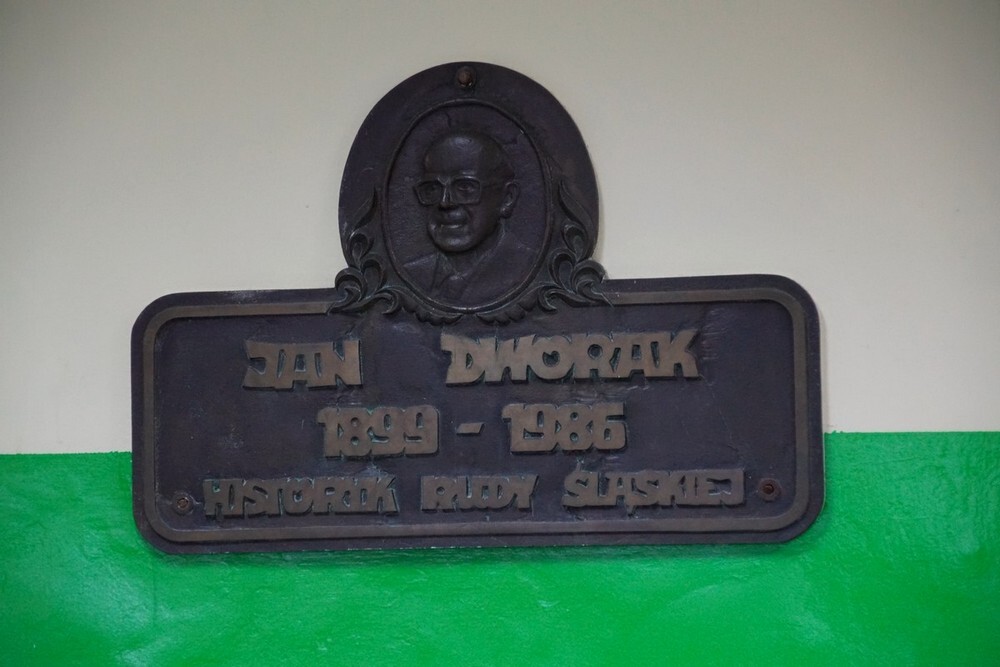 JAN DWORAK
1899 - 1986
HISTORYK RUDY ŚLĄSKIEJ